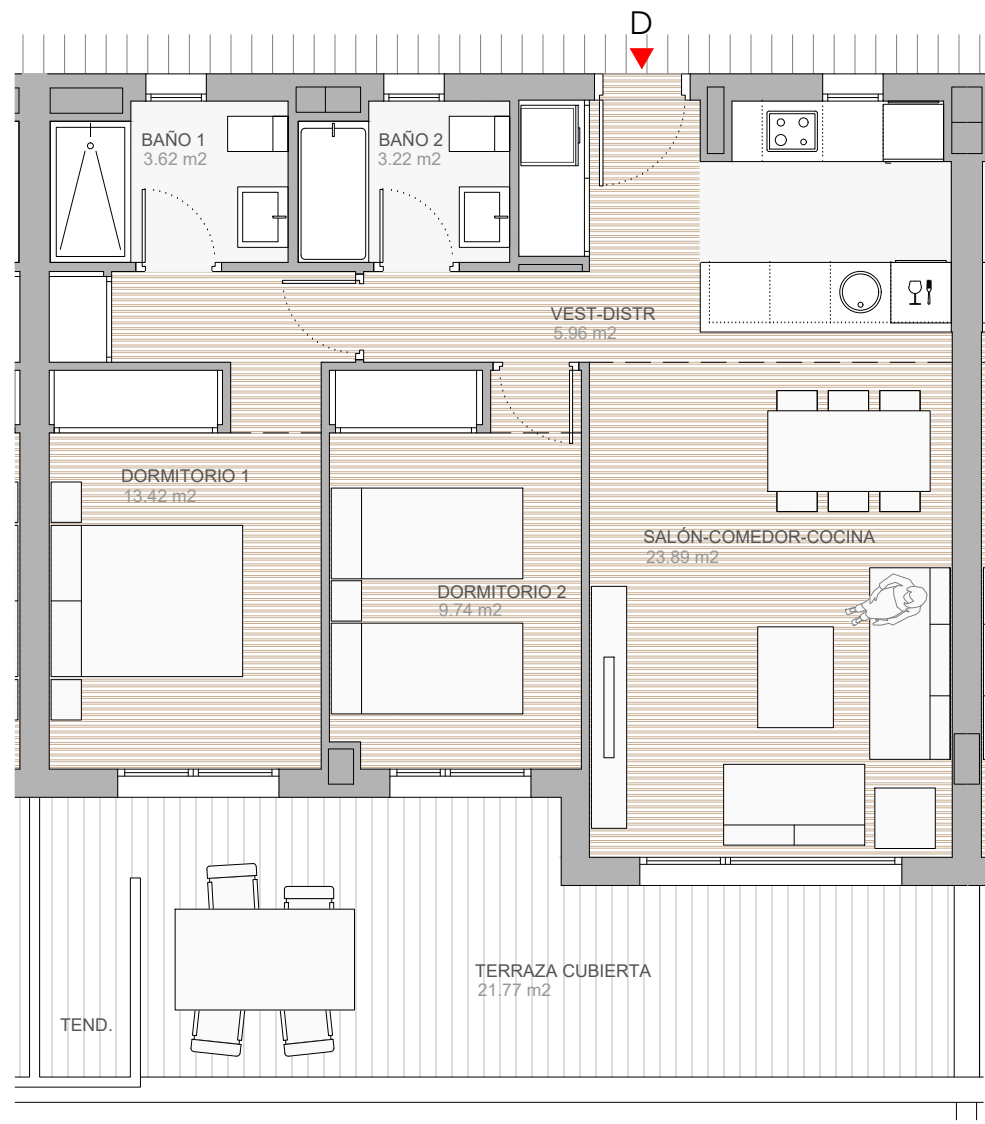 D
BAÑO 1
3.62 m2
BAÑO 2
3.22 m2
VEST-DISTR
5.96 m2
DORMITORIO 1
13.42 m2
SALÓN-COMEDOR-COCINA
23.89 m2
DORMITORIO 2
9.74 m2
TERRAZA CUBIERTA
21.77 m2
TEND.